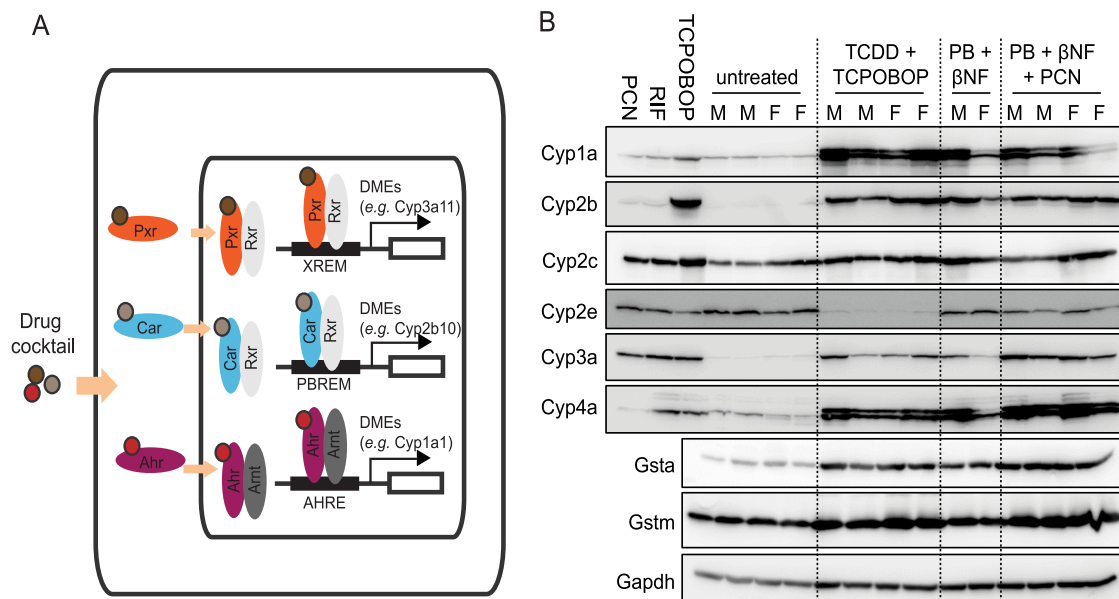 A
Pxr
Pxr
Rxr
Pxr
Rxr
DMEs
(e.g. Cyp3a11)
XREM
Drug
cocktail
Car
Car
Rxr
Car
Rxr
DMEs
(e.g. Cyp2b10)
PBREM
Ahr
Ahr
Arnt
Ahr
Arnt
DMEs
(e.g. Cyp1a1)
AHRE
B
PCN
RIF
TCPOBOP
untreated
TCDD +
TCPOBOP
PB +
βNF
PB + βNF
+ PCN
M M F F M M F F M F M M F F
Cyp1a
Cyp2b
Cyp2c
Cyp2e
Cyp3a
Cyp4a
Gsta
Gstm
Gapdh